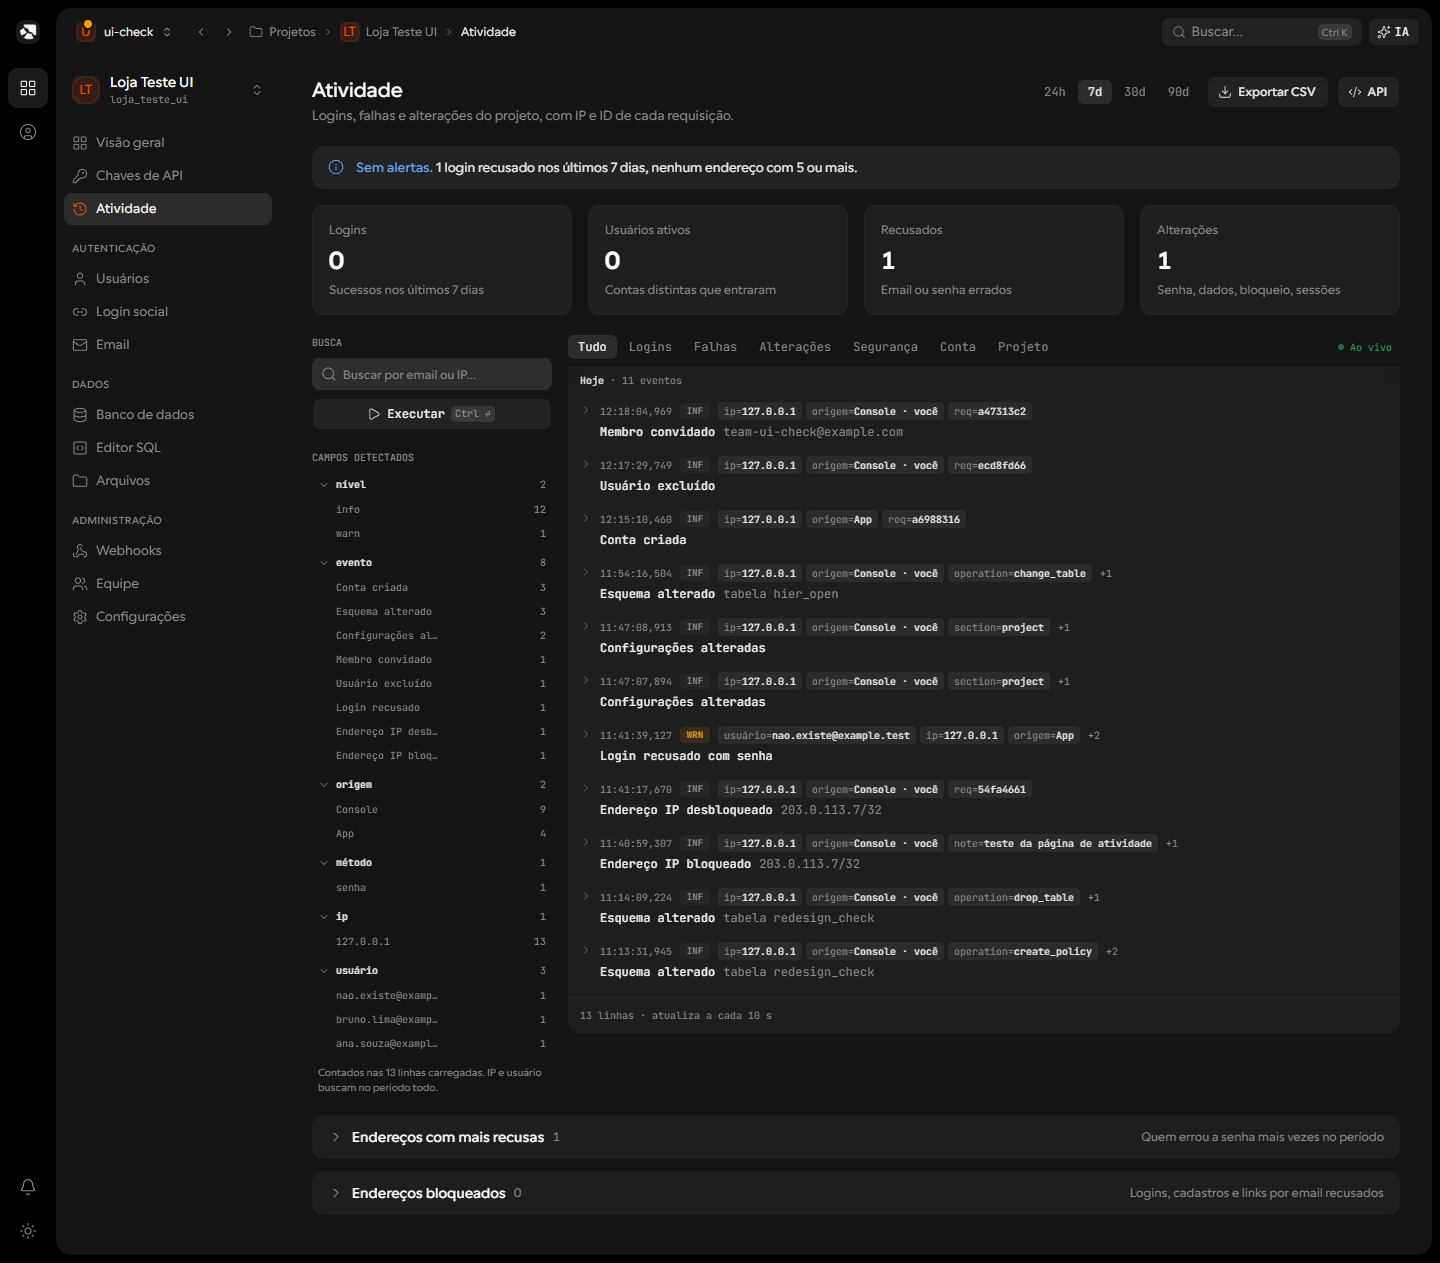 U ui-check Projetos LT Loja Teste UI Atividade Buscar... Ctrl K IA
LT Loja Teste UI
loja_teste_ui
Visão geral
Chaves de API
Atividade
AUTENTICAÇÃO
Usuários
Login social
Email
DADOS
Banco de dados
Editor SQL
Arquivos
ADMINISTRAÇÃO
Webhooks
Equipe
Configurações
Atividade
Logins, falhas e alterações do projeto, com IP e ID de cada requisição.
24h 7d 30d 90d Exportar CSV API
Sem alertas. 1 login recusado nos últimos 7 dias, nenhum endereço com 5 ou mais.
Logins
0
Sucessos nos últimos 7 dias
Usuários ativos
0
Contas distintas que entraram
Recusados
1
Email ou senha errados
Alterações
1
Senha, dados, bloqueio, sessões
BUSCA
Buscar por email ou IP...
Executar Ctrl ↵
CAMPOS DETECTADOS
nível 2
info 12
warn 1
evento 8
Conta criada 3
Esquema alterado 3
Configurações al… 2
Membro convidado 1
Usuário excluído 1
Login recusado 1
Endereço IP desb… 1
Endereço IP bloq… 1
origem 2
Console 9
App 4
método 1
senha 1
ip 1
127.0.0.1 13
usuário 3
nao.existe@examp… 1
bruno.lima@examp… 1
ana.souza@exampl… 1
Contados nas 13 linhas carregadas. IP e usuário
buscam no período todo.
Tudo Logins Falhas Alterações Segurança Conta Projeto Ao vivo
Hoje · 11 eventos
12:18:04,969 INF ip=127.0.0.1 origem=Console · você req=a47313c2
Membro convidado team-ui-check@example.com
12:17:29,749 INF ip=127.0.0.1 origem=Console · você req=ecd8fd66
Usuário excluído
12:15:10,460 INF ip=127.0.0.1 origem=App req=a6988316
Conta criada
11:54:16,504 INF ip=127.0.0.1 origem=Console · você operation=change_table +1
Esquema alterado tabela hier_open
11:47:08,913 INF ip=127.0.0.1 origem=Console · você section=project +1
Configurações alteradas
11:47:07,894 INF ip=127.0.0.1 origem=Console · você section=project +1
Configurações alteradas
11:41:39,127 WRN usuário=nao.existe@example.test ip=127.0.0.1 origem=App +2
Login recusado com senha
11:41:17,670 INF ip=127.0.0.1 origem=Console · você req=54fa4661
Endereço IP desbloqueado 203.0.113.7/32
11:40:59,307 INF ip=127.0.0.1 origem=Console · você note=teste da página de atividade +1
Endereço IP bloqueado 203.0.113.7/32
11:14:09,224 INF ip=127.0.0.1 origem=Console · você operation=drop_table +1
Esquema alterado tabela redesign_check
11:13:31,945 INF ip=127.0.0.1 origem=Console · você operation=create_policy +2
Esquema alterado tabela redesign_check
13 linhas · atualiza a cada 10 s
Endereços com mais recusas 1 Quem errou a senha mais vezes no período
Endereços bloqueados 0 Logins, cadastros e links por email recusados